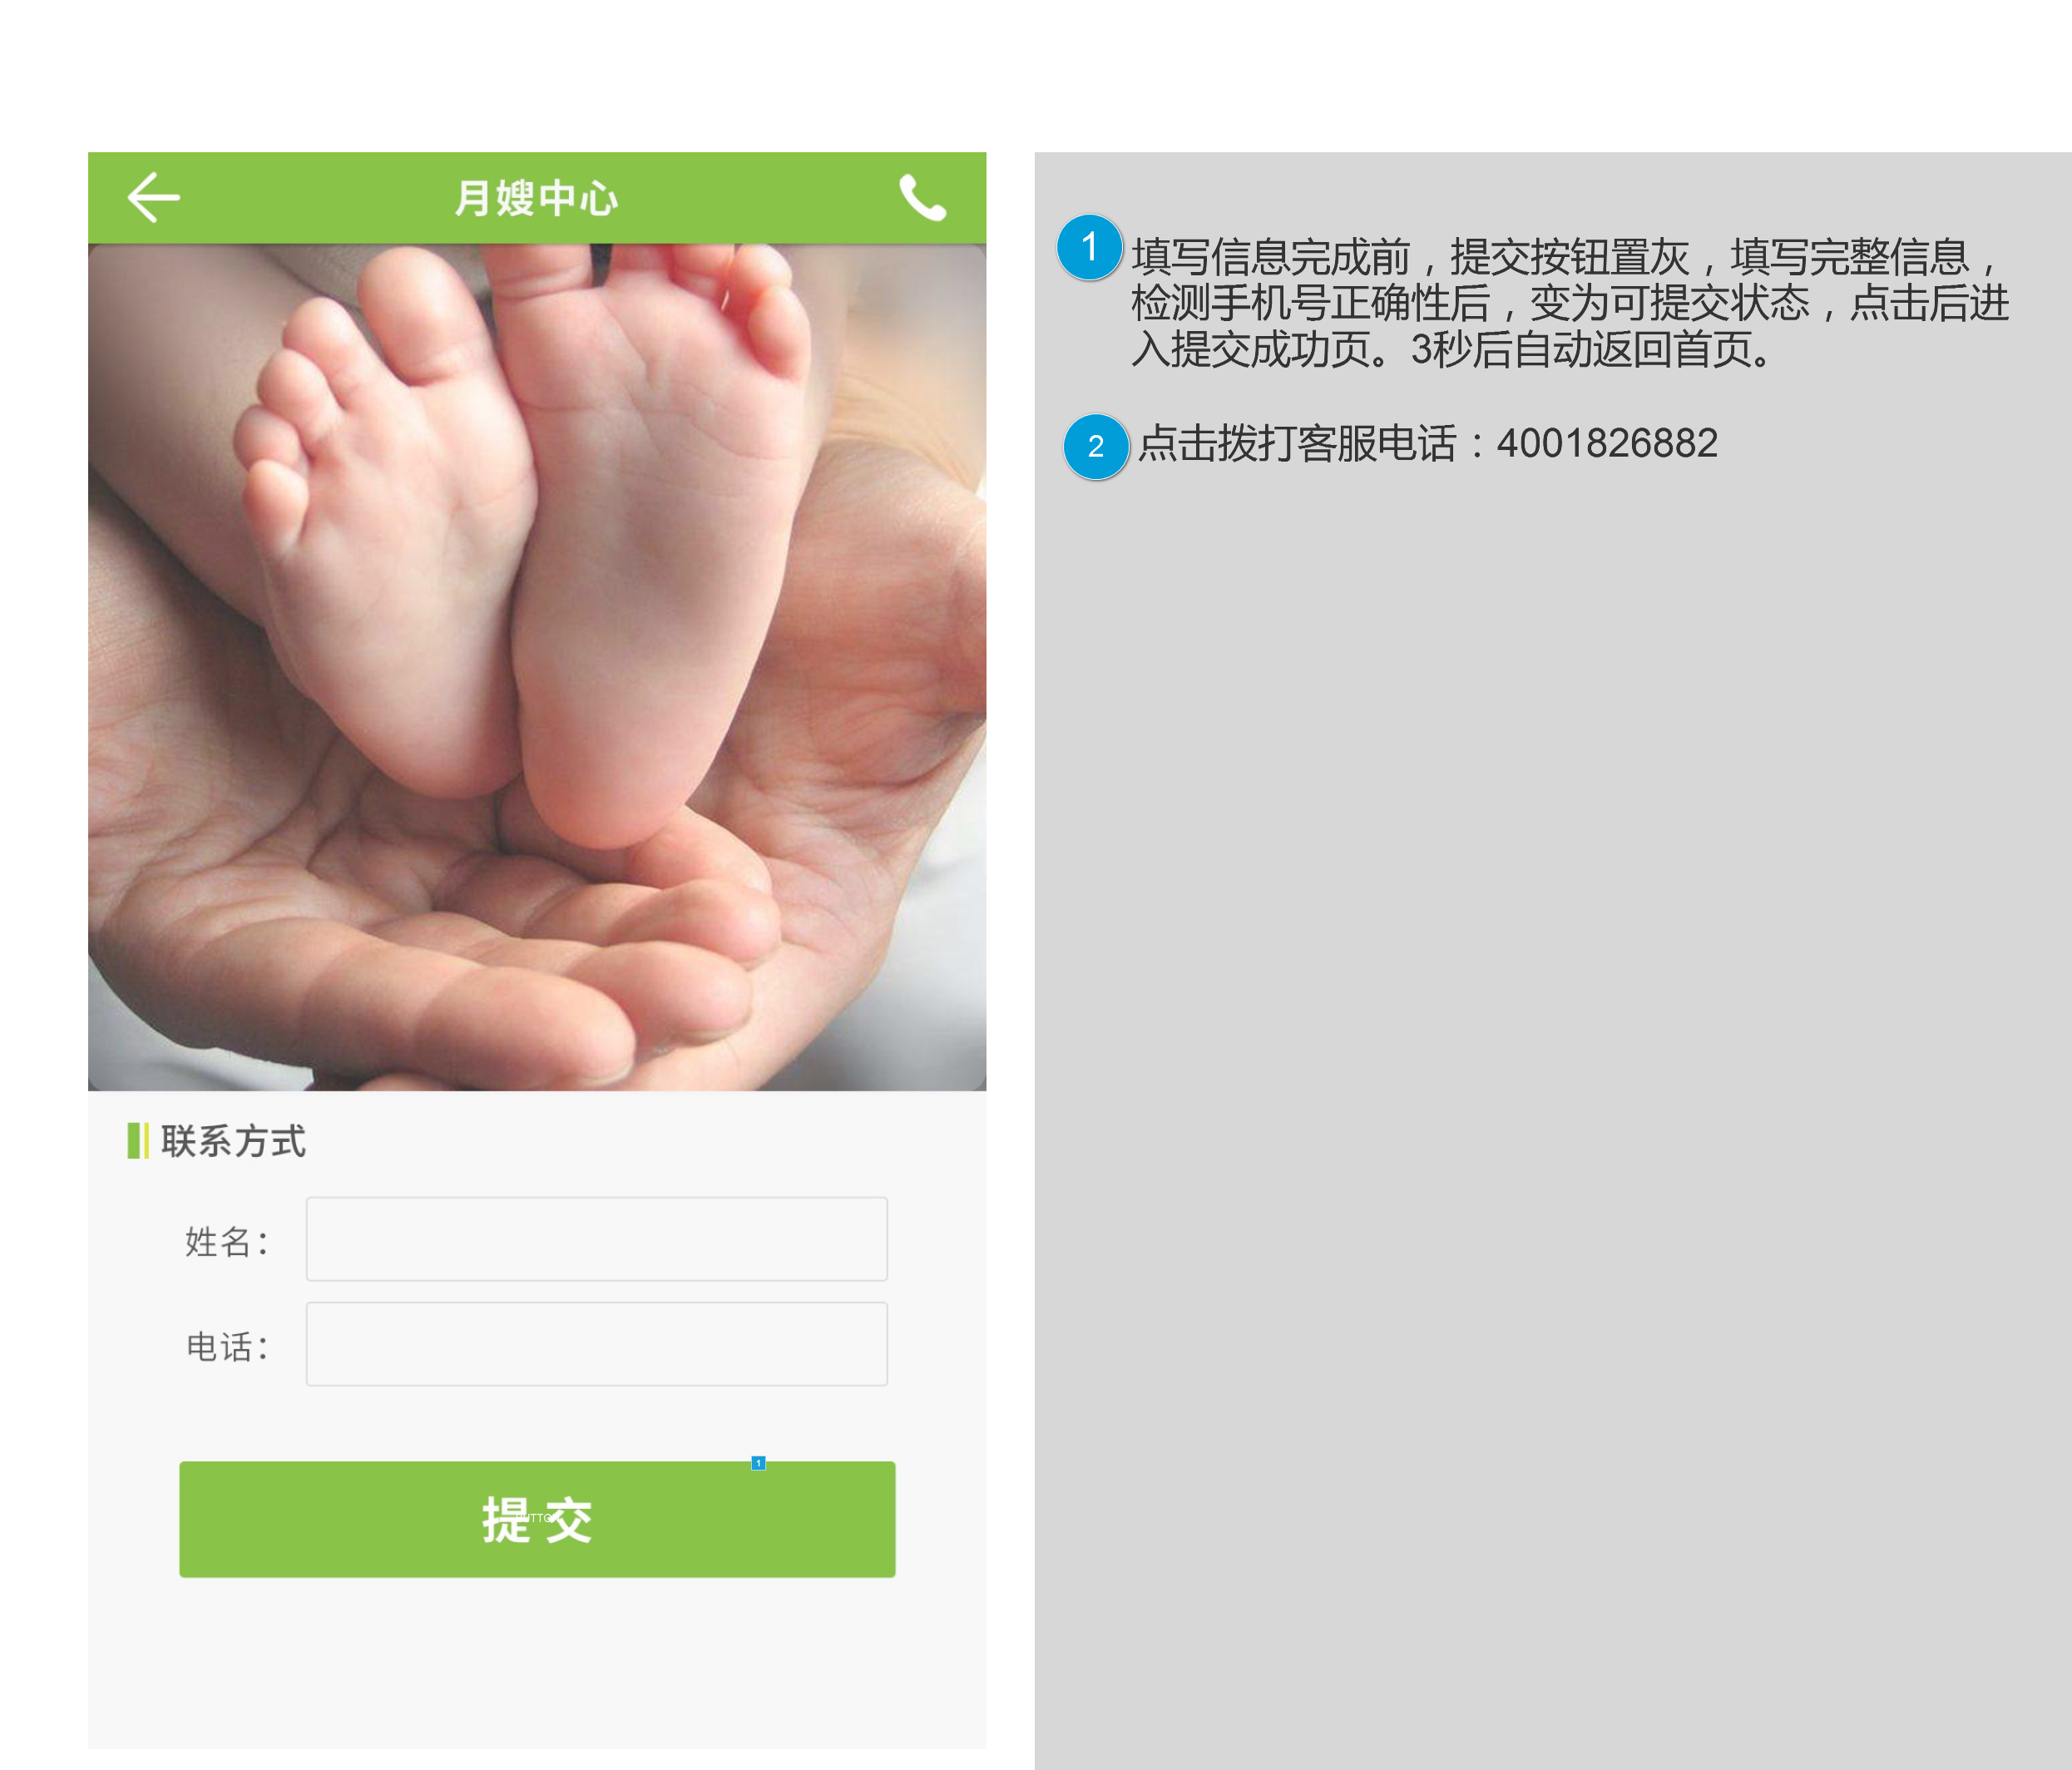 月嫂中心
联系方式
姓名：
电话：
1
提交
1
填写信息完成前，提交按钮置灰，填写完整信息，
检测手机号正确性后，变为可提交状态，点击后进
入提交成功页。3秒后自动返回首页。
2
点击拨打客服电话：4001826882